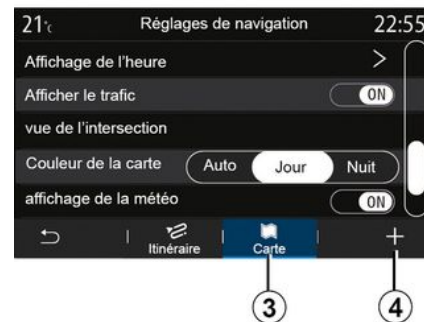 21°c Réglages de navigation 22:55
Affichage de l'heure >
Afficher le trafic ON
vue de l'intersection
Couleur de la carte Auto Jour Nuit
affichage de la météo ON
Itinéraire Carte +
3 4